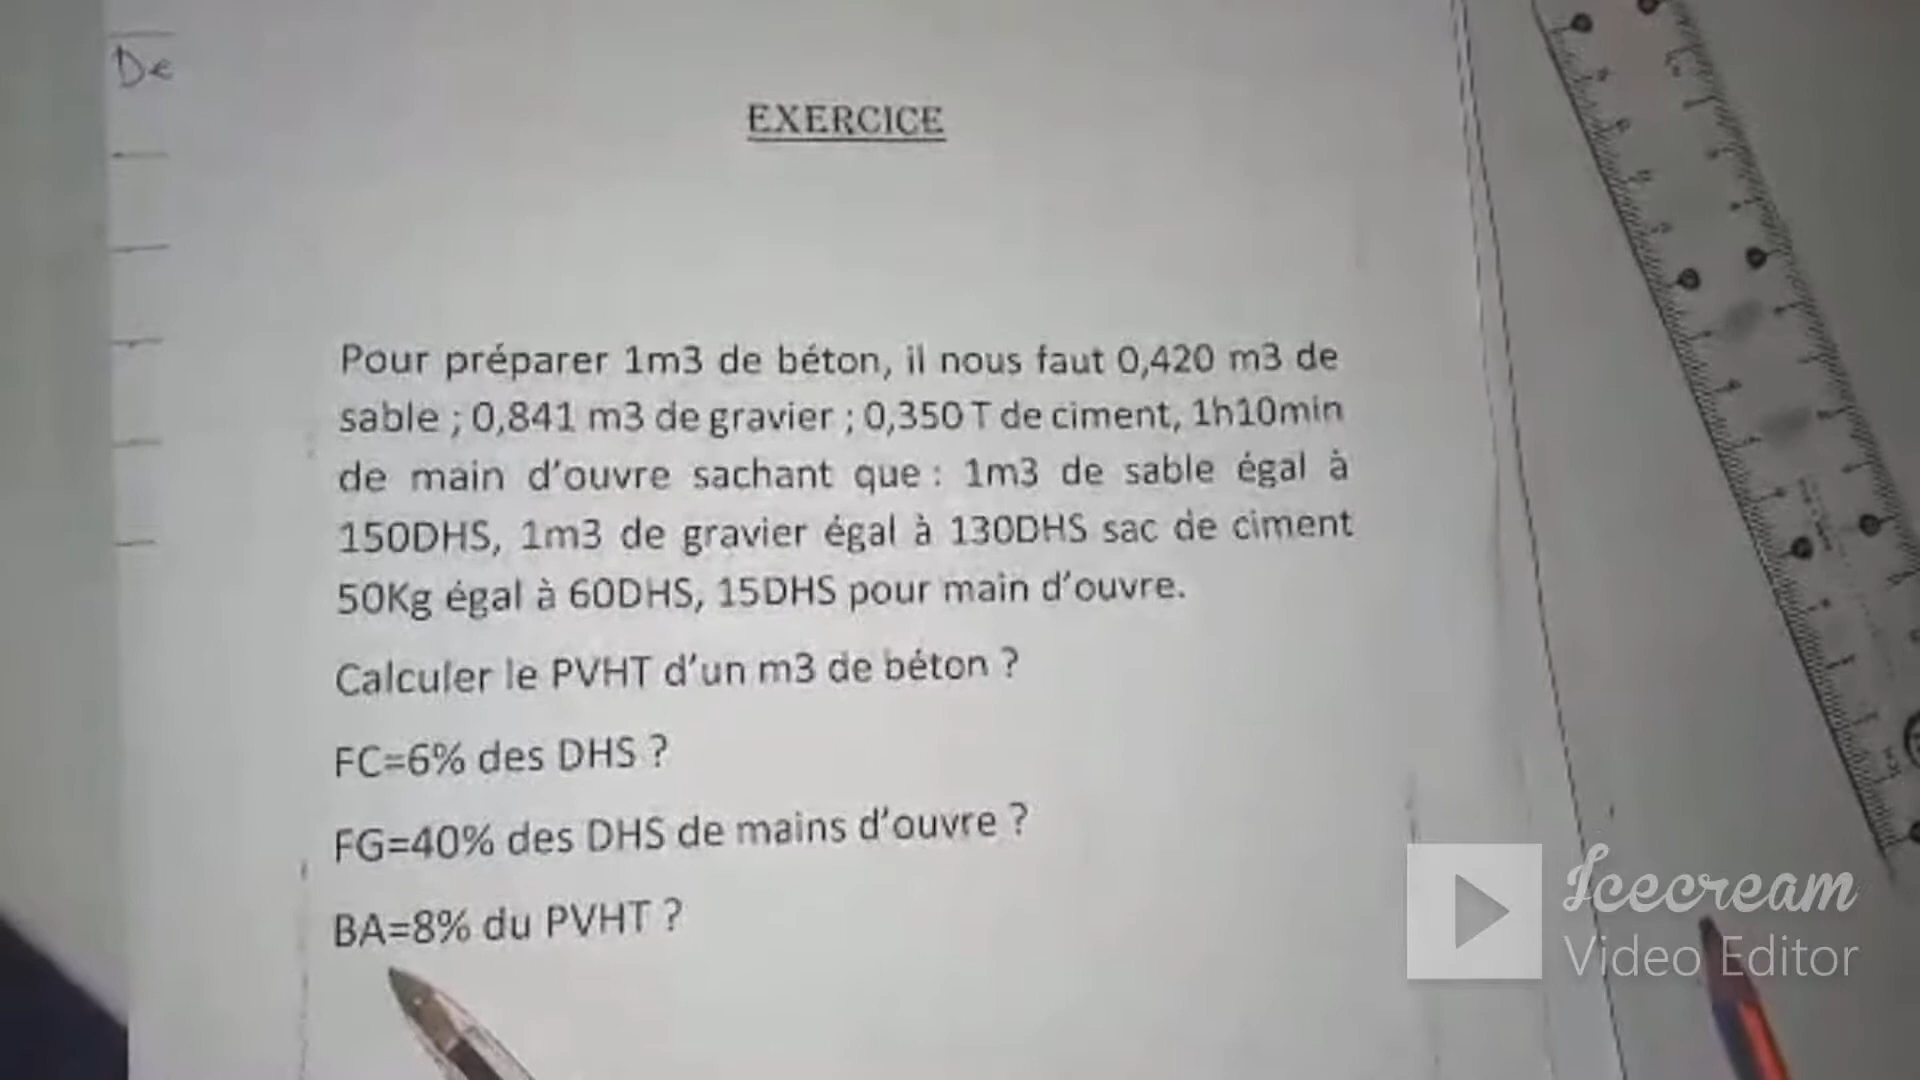 De
EXERCICE
Pour préparer 1m3 de béton, il nous faut 0,420 m3 de
sable ; 0,841 m3 de gravier ; 0,350 T de ciment, 1h10min
de main d'ouvre sachant que : 1m3 de sable égal à
150DHS, 1m3 de gravier égal à 130DHS sac de ciment
50Kg égal à 60DHS, 15DHS pour main d'ouvre.
Calculer le PVHT d'un m3 de béton ?
FC=6% des DHS ?
FG=40% des DHS de mains d'ouvre ?
BA=8% du PVHT ?
Icecream
Video Editor